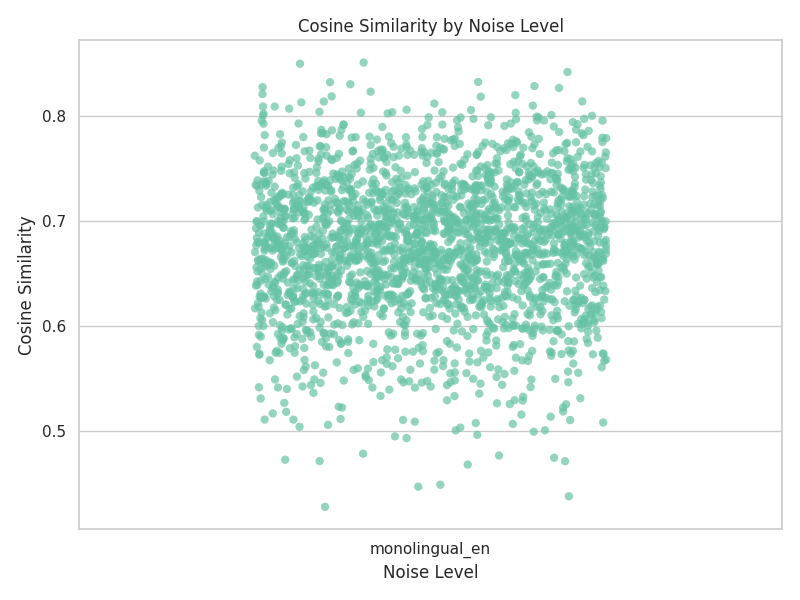 Cosine Similarity by Noise Level
Cosine Similarity
0.8
0.7
0.6
0.5
monolingual_en
Noise Level